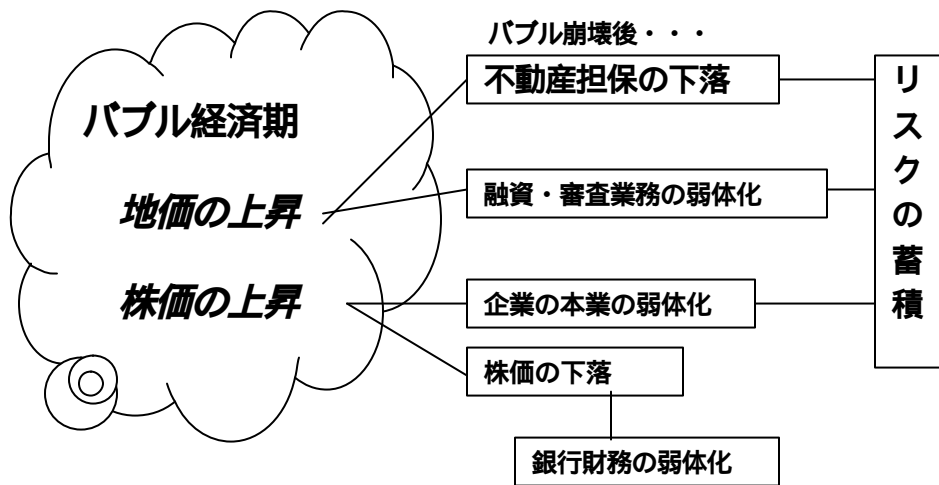 バブル崩壊後・・・
不動産担保の下落
バブル経済期
地価の上昇
融資・審査業務の弱体化
株価の上昇
企業の本業の弱体化
株価の下落
銀行財務の弱体化
リスクの蓄積